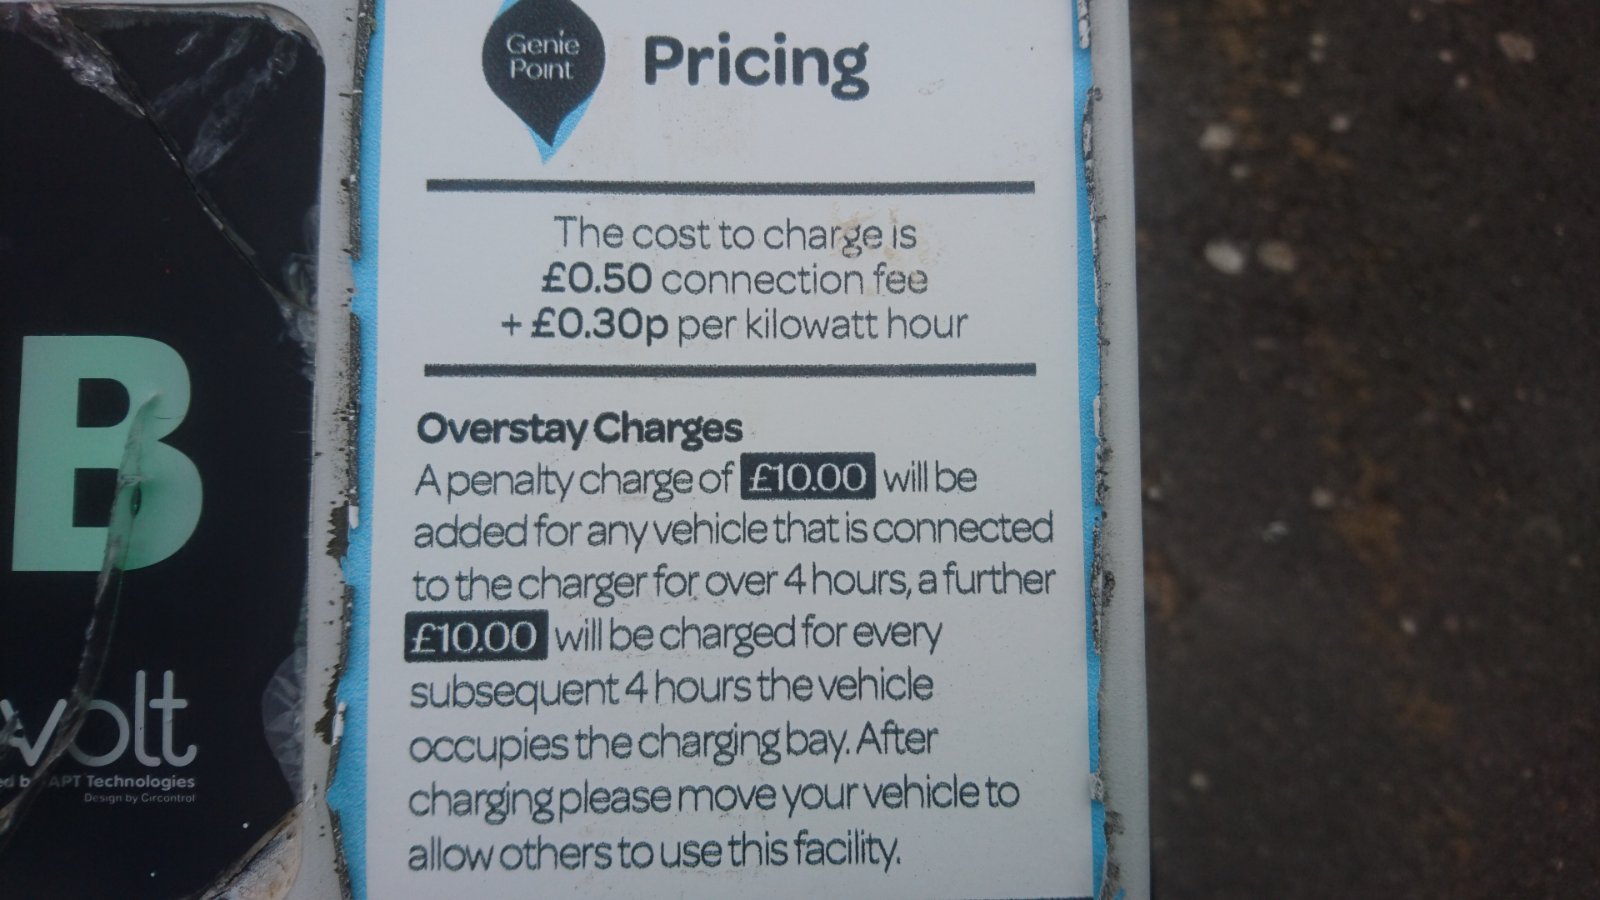 Genie
Point
Pricing
The cost to charge is
£0.50 connection fee
+ £0.30p per kilowatt hour
Overstay Charges
A penalty charge of £10.00 will be
added for any vehicle that is connected
to the charger for over 4 hours, a further
£10.00 will be charged for every
subsequent 4 hours the vehicle
occupies the charging bay. After
charging please move your vehicle to
allow others to use this facility.
B
volt
APT Technologies
Design by Circontrol